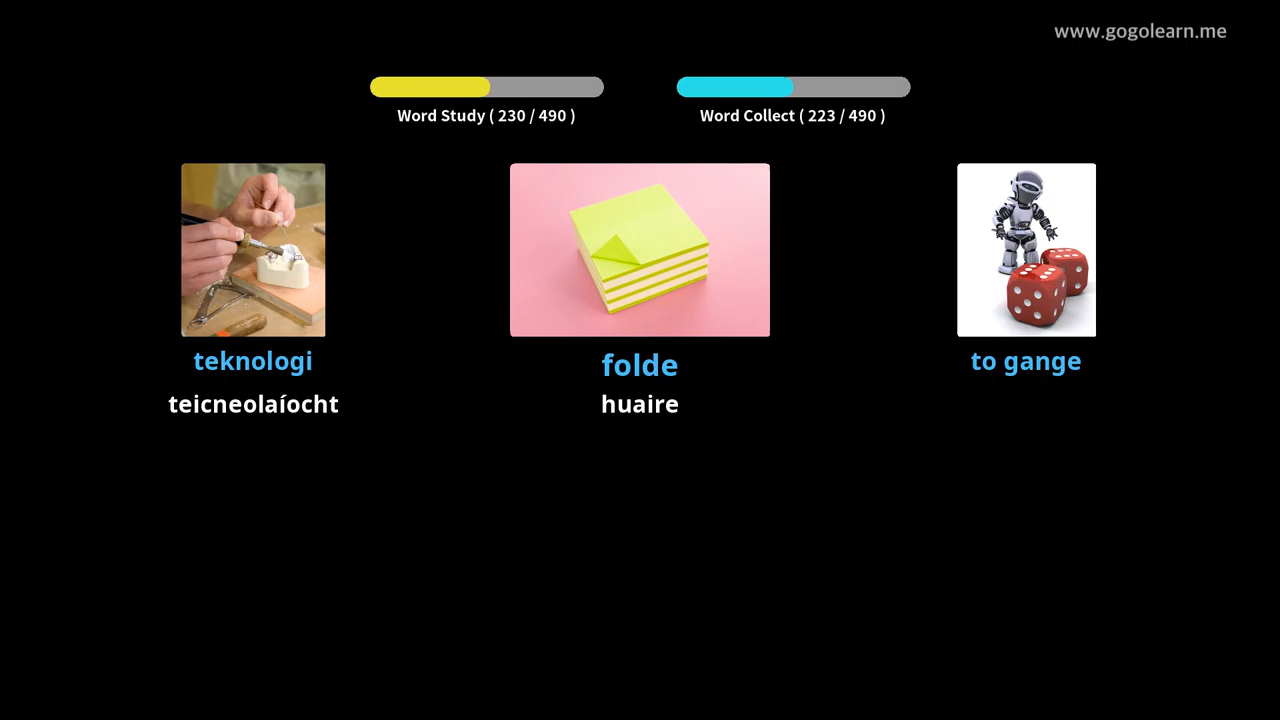 www.gogolearn.me
Word Study ( 230 / 490 )
Word Collect ( 223 / 490 )
teknologi
folde
to gange
teicneolaíocht
huaire